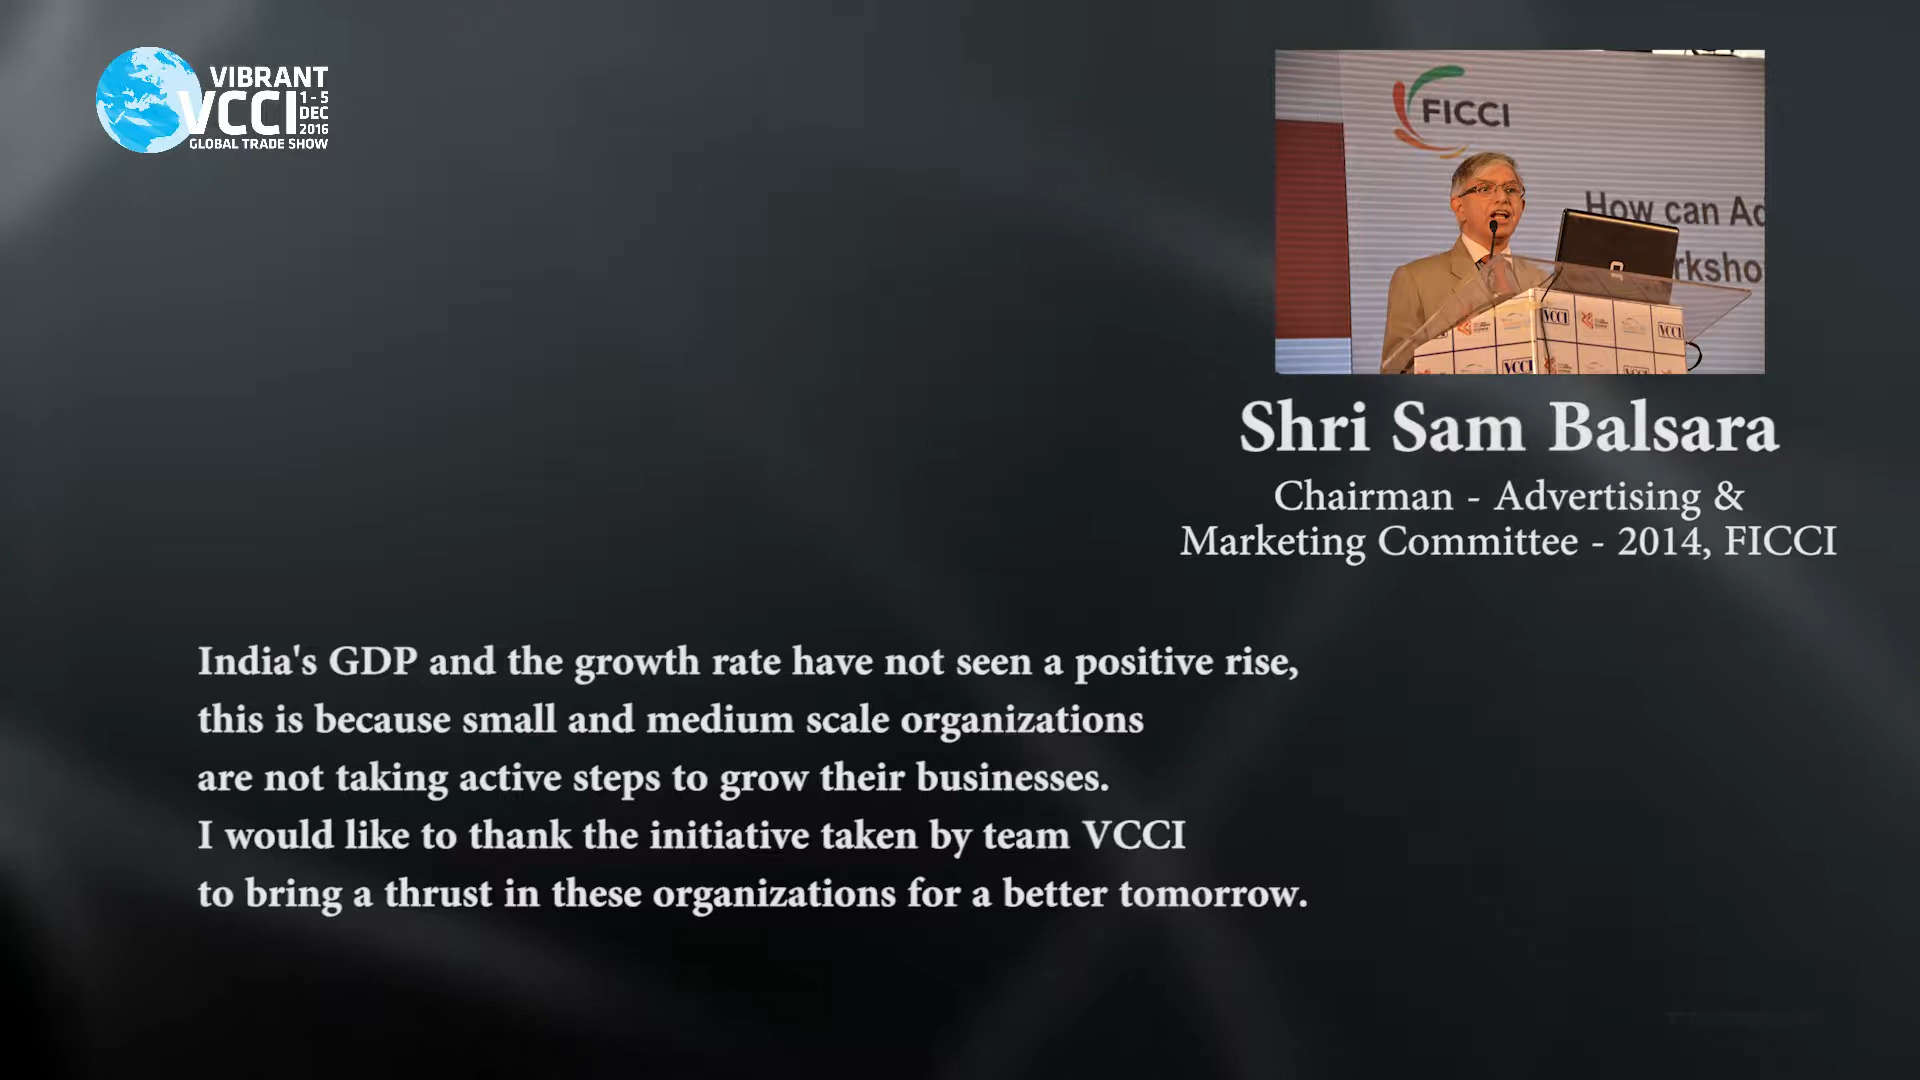 VIBRANT
VCCI
1 - 5
DEC
2016
GLOBAL TRADE SHOW
FICCI
How can
VCCI
VCCI
VCCI
Shri Sam Balsara
Chairman - Advertising &
Marketing Committee - 2014, FICCI
India's GDP and the growth rate have not seen a positive rise,
this is because small and medium scale organizations
are not taking active steps to grow their businesses.
I would like to thank the initiative taken by team VCCI
to bring a thrust in these organizations for a better tomorrow.